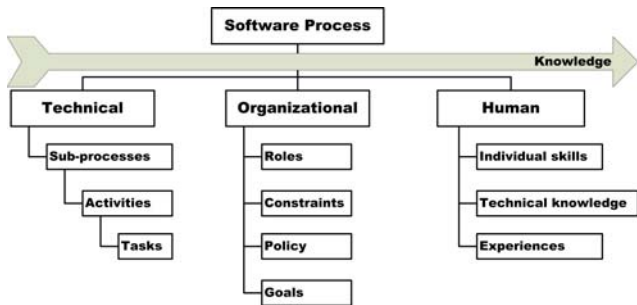 Software Process
Knowledge
Technical
Organizational
Human
Sub-processes
Roles
Individual skills
Activities
Constraints
Technical knowledge
Tasks
Policy
Experiences
Goals